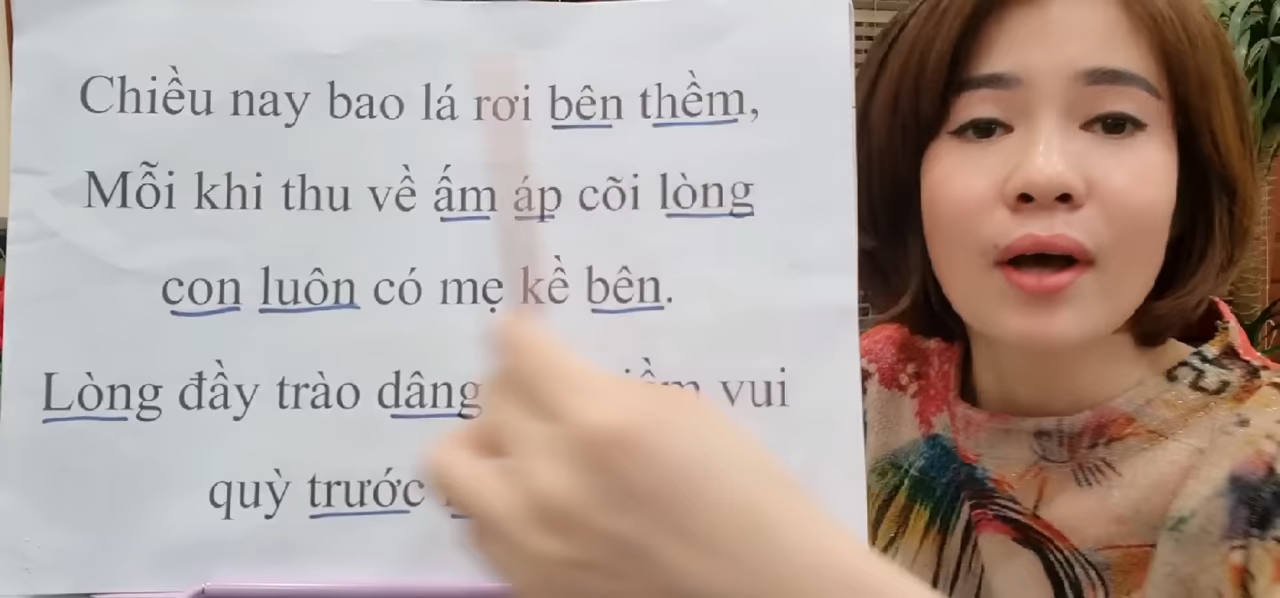 Chiều nay bao lá rơi bên thềm,
Mỗi khi thu về ấm áp cõi lòng
con luôn có mẹ kề bên.
Lòng đầy trào dâng vui
quỳ trước